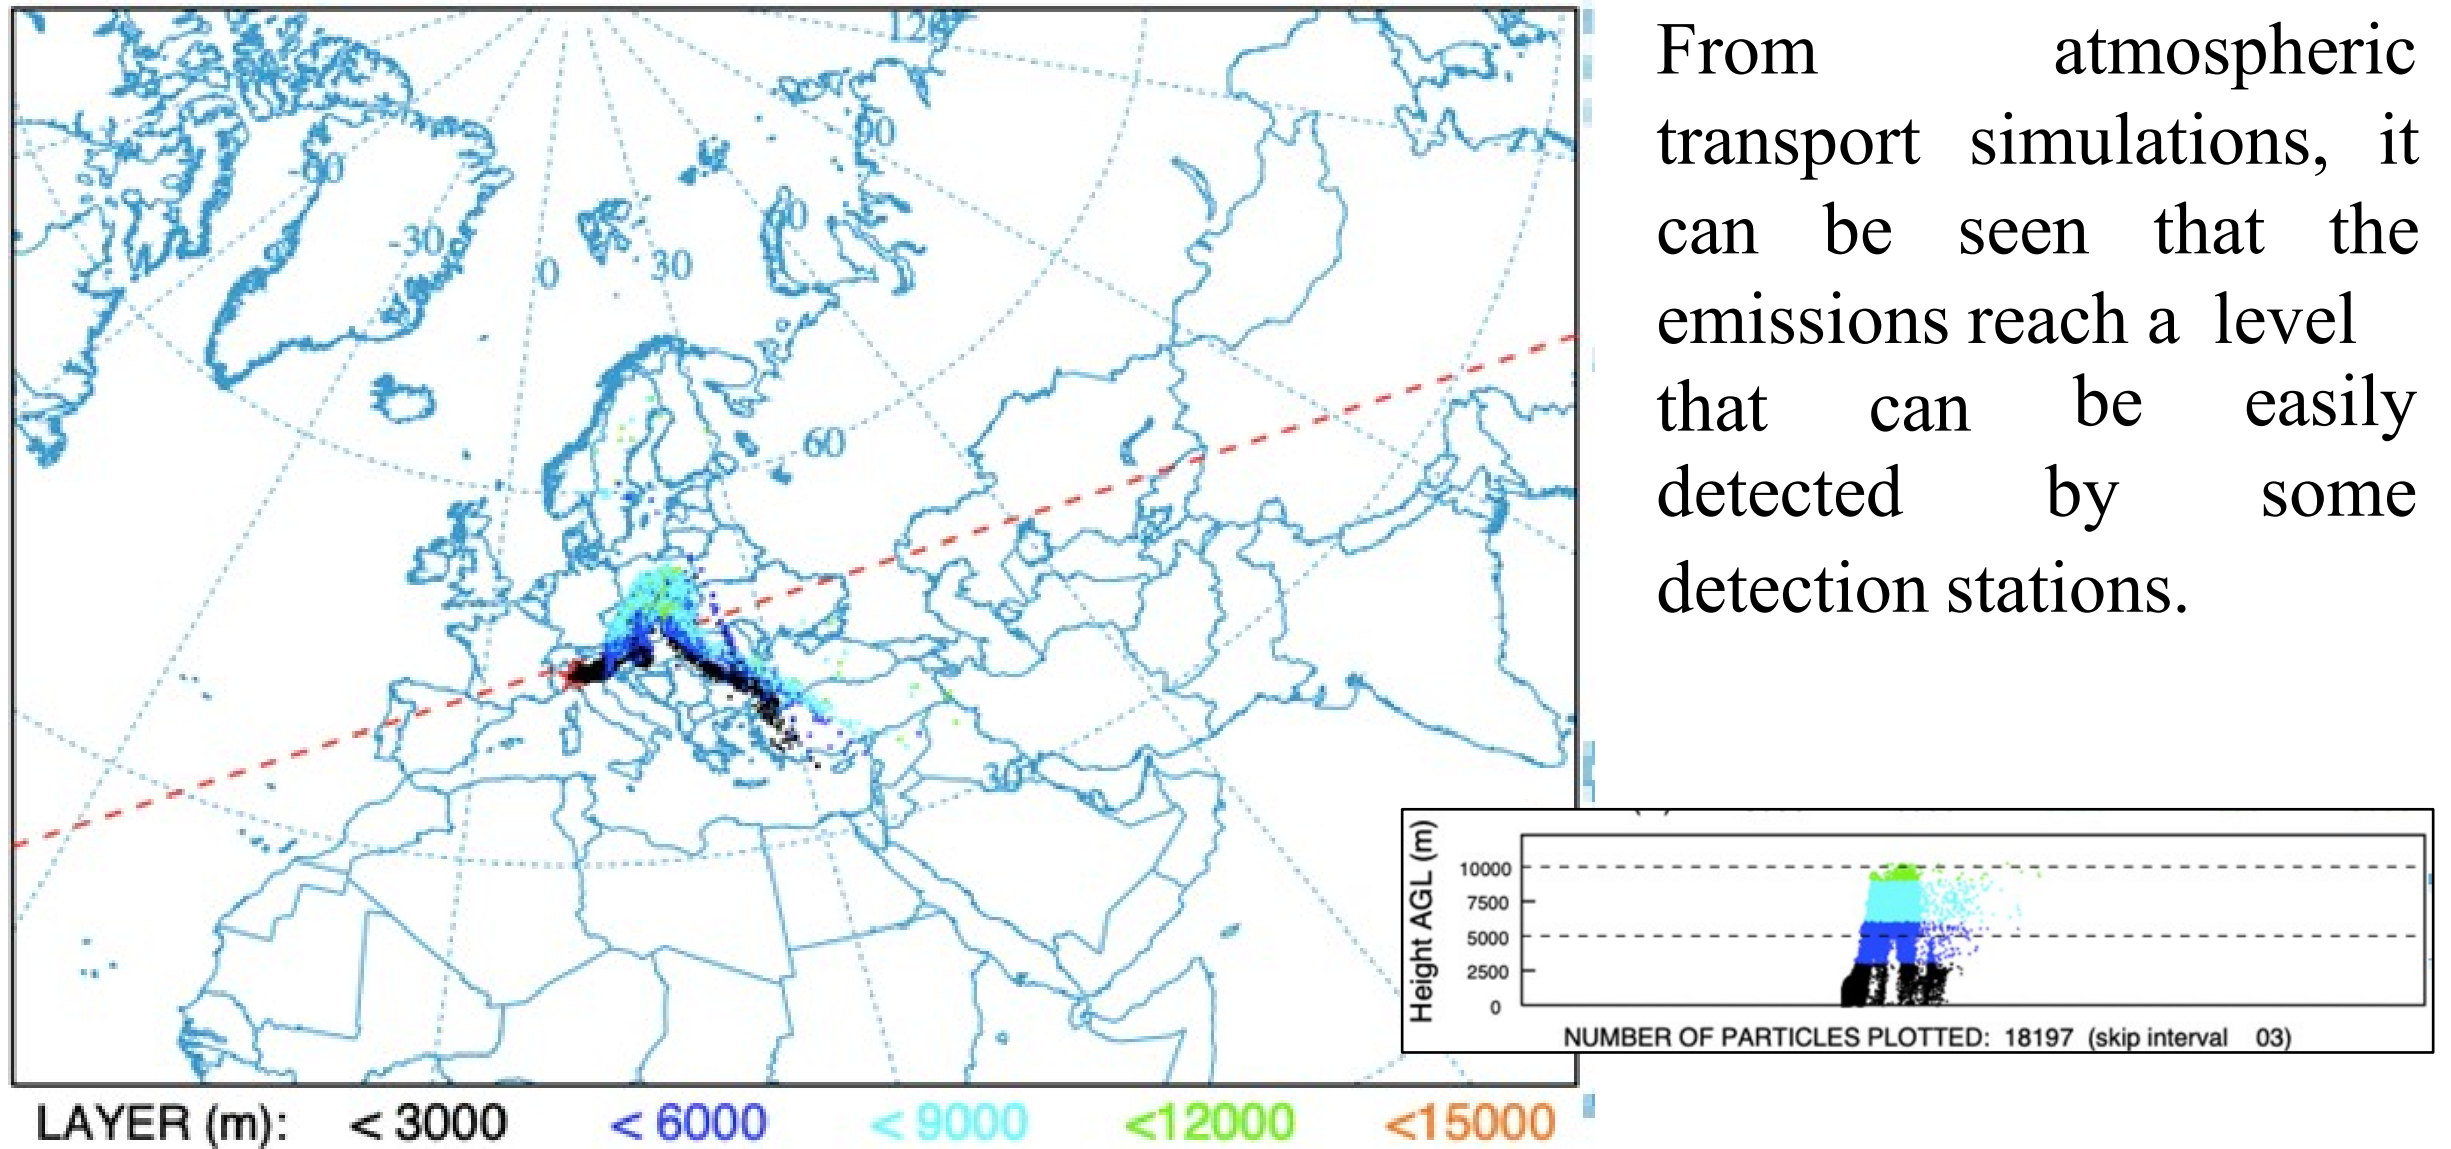 120
90
-60
60
-30
0
30
60
30
LAYER (m): < 3000 < 6000 < 9000 <12000 <15000
From atmospheric
transport simulations, it
can be seen that the
emissions reach a level
that can be easily
detected by some
detection stations.
Height AGL (m)
10000
7500
5000
2500
0
NUMBER OF PARTICLES PLOTTED: 18197 (skip interval 03)